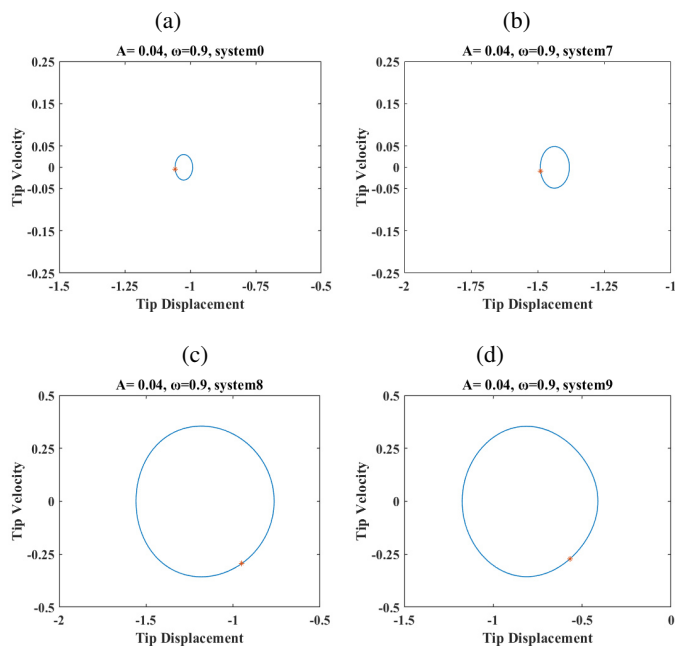 (a)
A= 0.04, ω=0.9, system0
0.25
0.15
0.05
0
-0.05
-0.15
-0.25
Tip Velocity
-1.5
-1.25
-1
-0.75
-0.5
Tip Displacement
(b)
A= 0.04, ω=0.9, system7
0.25
0.15
0.05
0
-0.05
-0.15
-0.25
Tip Velocity
-2
-1.75
-1.5
-1.25
-1
Tip Displacement
(c)
A= 0.04, ω=0.9, system8
0.5
0.25
0
-0.25
-0.5
Tip Velocity
-2
-1.5
-1
-0.5
Tip Displacement
(d)
A= 0.04, ω=0.9, system9
0.5
0.25
0
-0.25
-0.5
Tip Velocity
-1.5
-1
-0.5
0
Tip Displacement